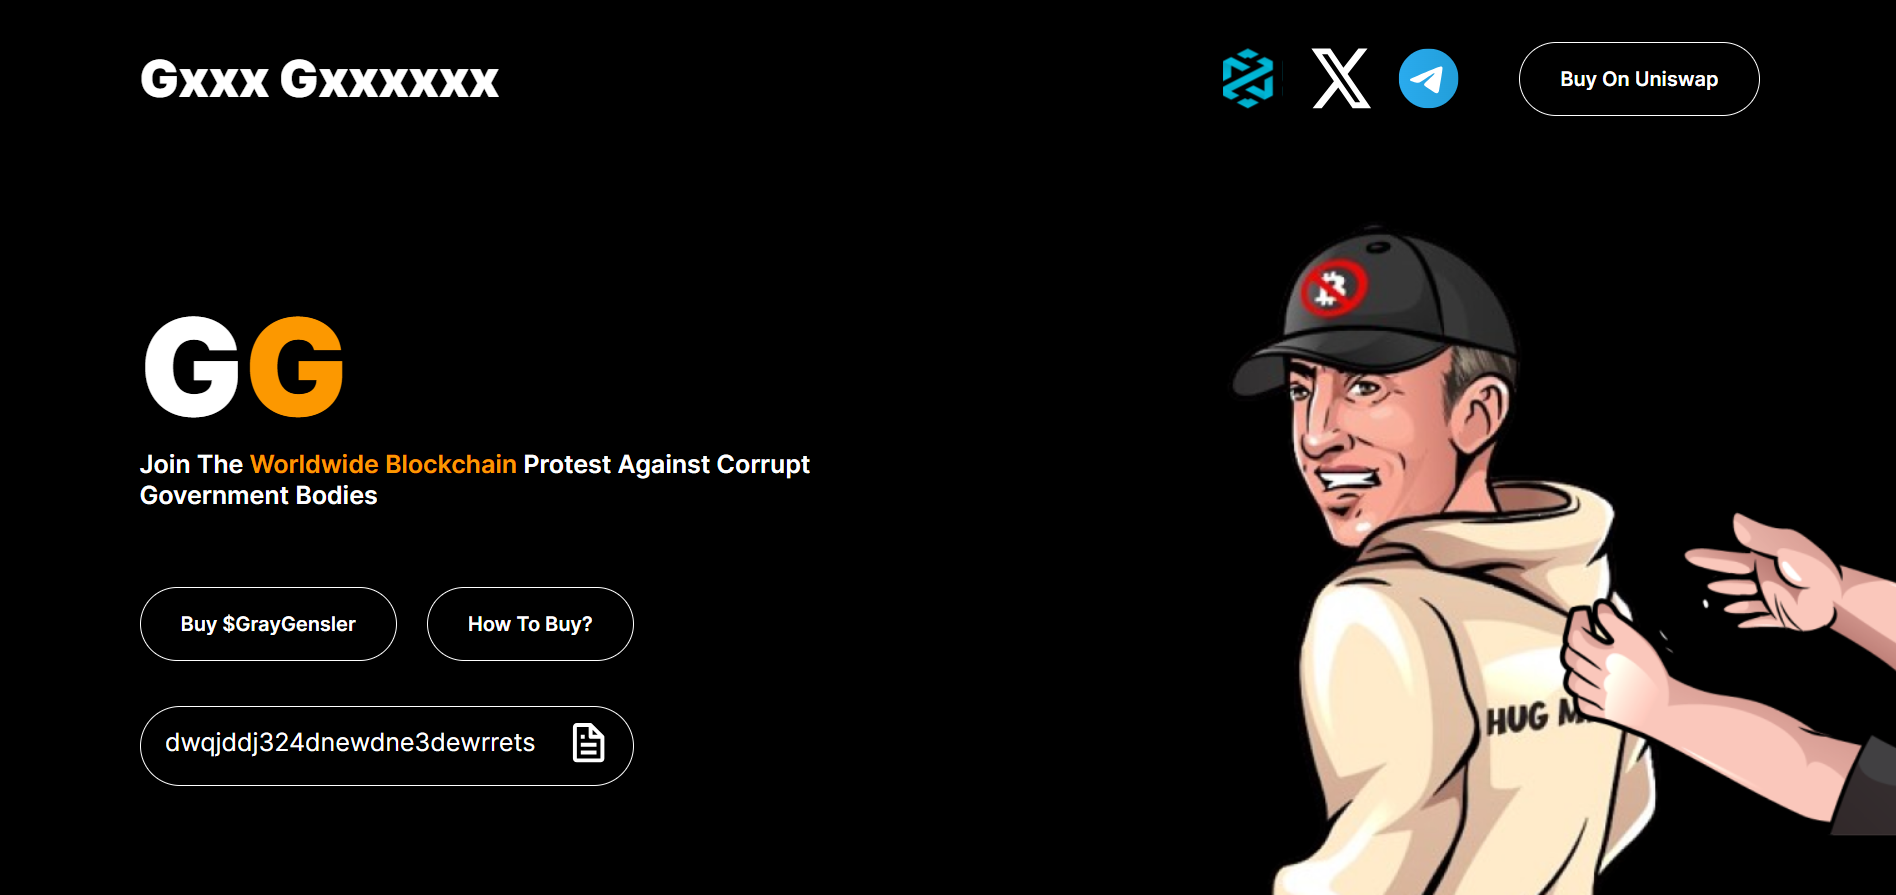 Gxxx Gxxxxxx
Buy On Uniswap
GG
Join The Worldwide Blockchain Protest Against Corrupt
Government Bodies
Buy $GrayGensler
How To Buy?
dwqjddj324dnewdne3dewrrets
HUG